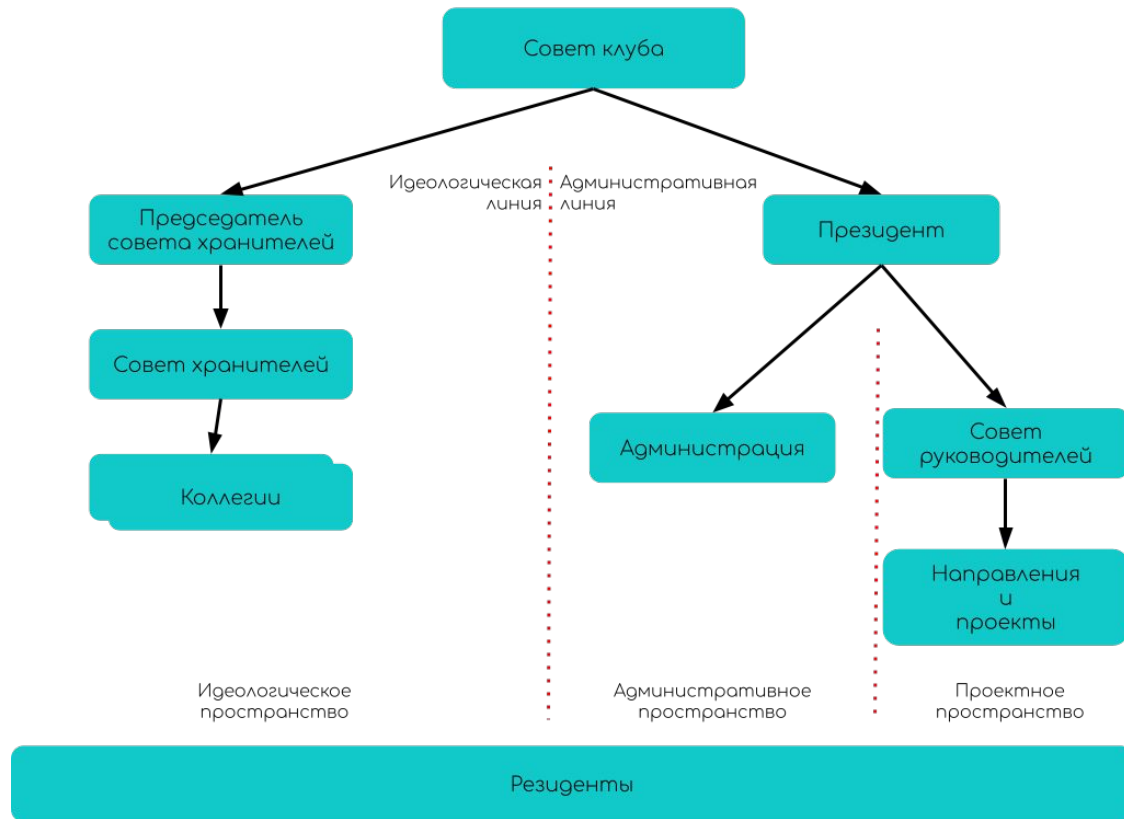 Совет клуба
Идеологическая
линия
Административная
линия
Председатель
совета хранителей
Президент
Совет хранителей
Администрация
Совет
руководителей
Коллегии
Направления
и
проекты
Идеологическое
пространство
Административное
пространство
Проектное
пространство
Резиденты